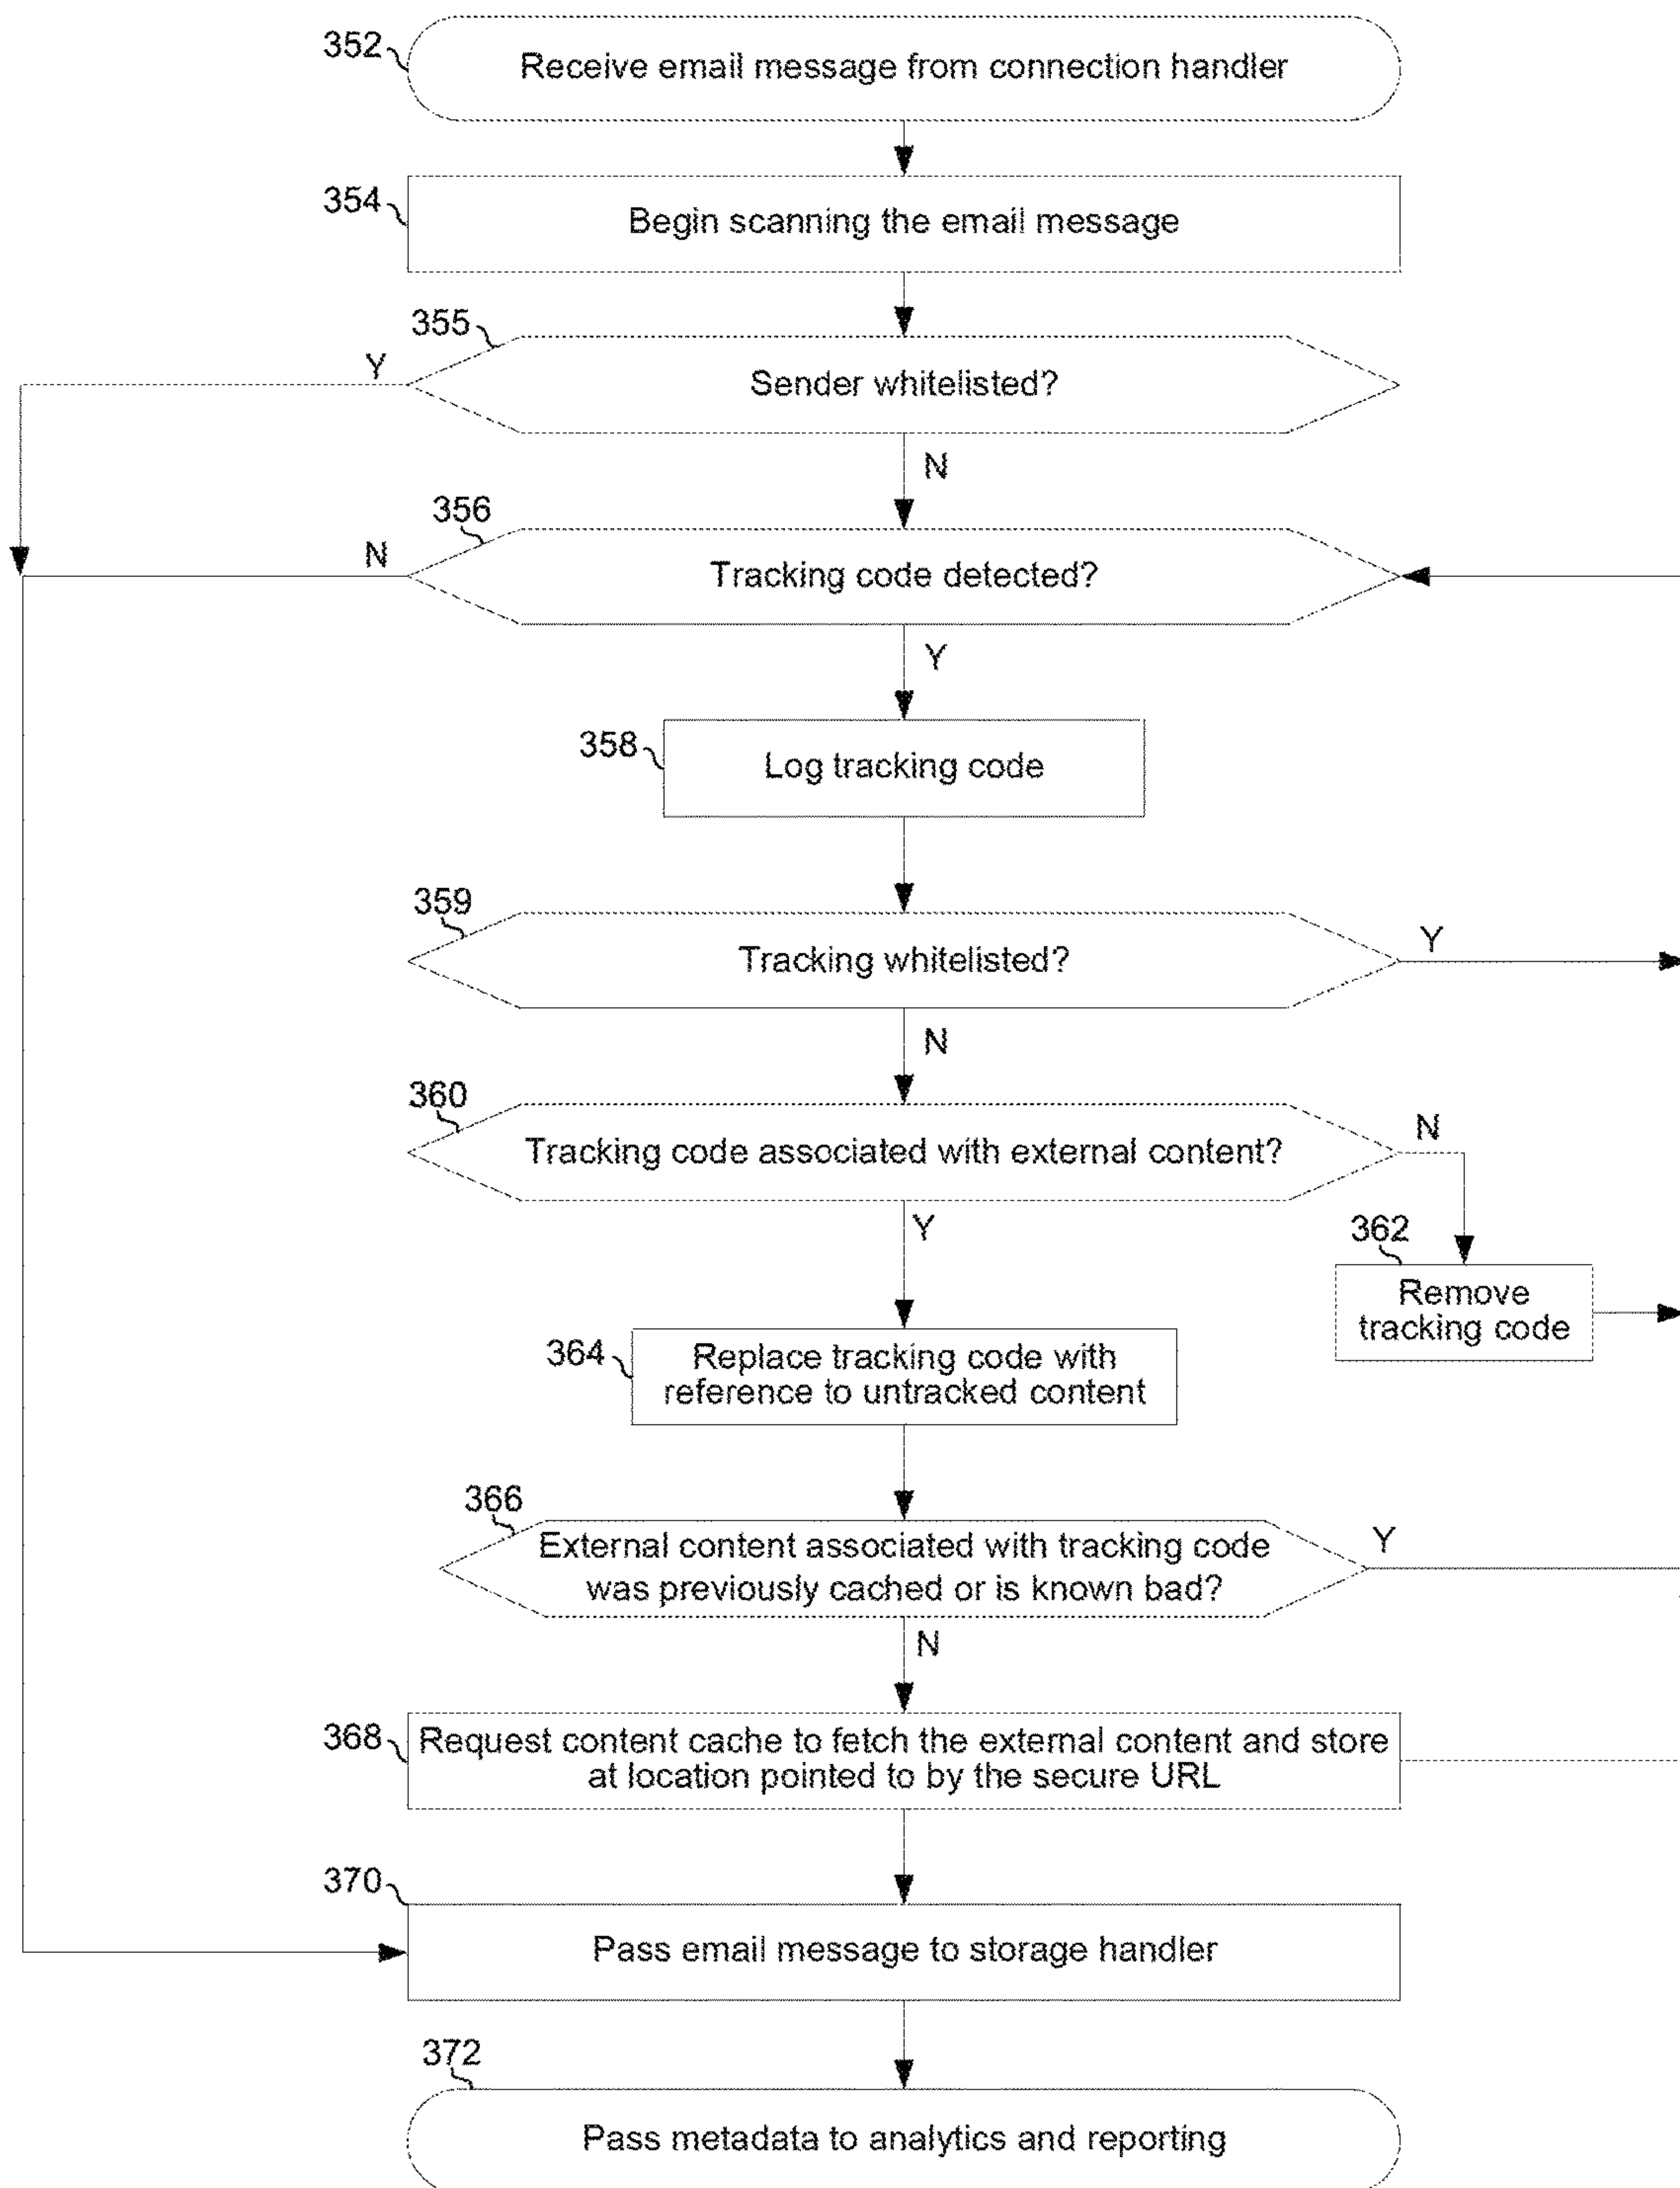 352
Receive email message from connection handler
354
Begin scanning the email message
355
Y
Sender whitelisted?
N
356
N
Tracking code detected?
Y
358
Log tracking code
359
Tracking whitelisted?
Y
N
360
Tracking code associated with external content?
N
Y
362
Remove
tracking code
364
Replace tracking code with
reference to untracked content
366
External content associated with tracking code
was previously cached or is known bad?
Y
N
368
Request content cache to fetch the external content and store
at location pointed to by the secure URL
370
Pass email message to storage handler
372
Pass metadata to analytics and reporting